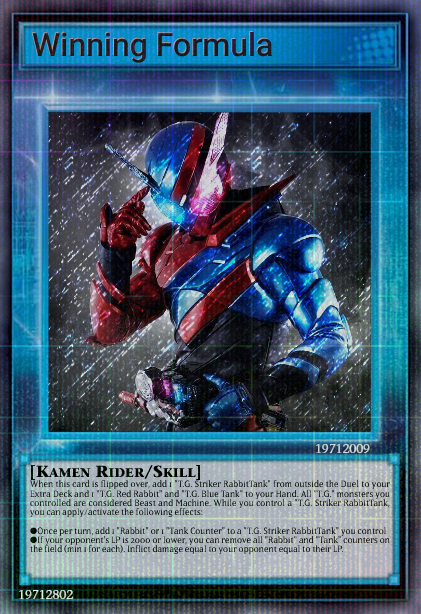 Winning Formula
19712009
[Kamen Rider/Skill]
When this card is flipped over, add 1 "T.G. Striker RabbitTank" from outside the Duel to your
Extra Deck and 1 "T.G. Red Rabbit" and "T.G. Blue Tank" to your Hand. All "T.G." monsters you
controlled are considered Beast and Machine. While you control a "T.G. Striker RabbitTank,
you can apply/activate the following effects:
●Once per turn, add 1 "Rabbit" or 1 "Tank Counter" to a "T.G. Striker RabbitTank" you control
●If your opponent's LP is 2000 or lower, you can remove all "Rabbit" and "Tank" counters on
the field (min 1 for each). Inflict damage equal to your opponent equal to their LP.
19712802